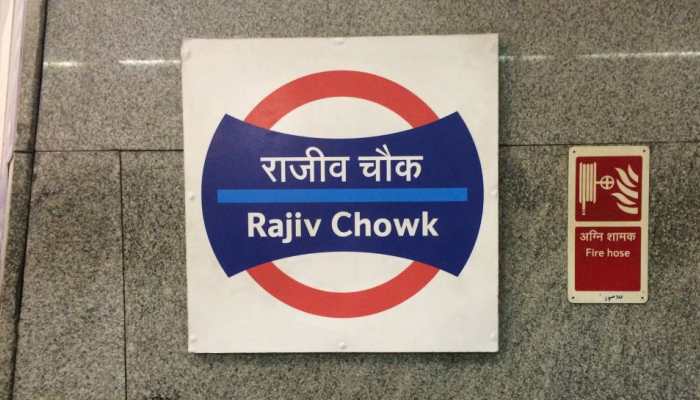 राजीव चौक
Rajiv Chowk
अग्नि शामक
Fire hose